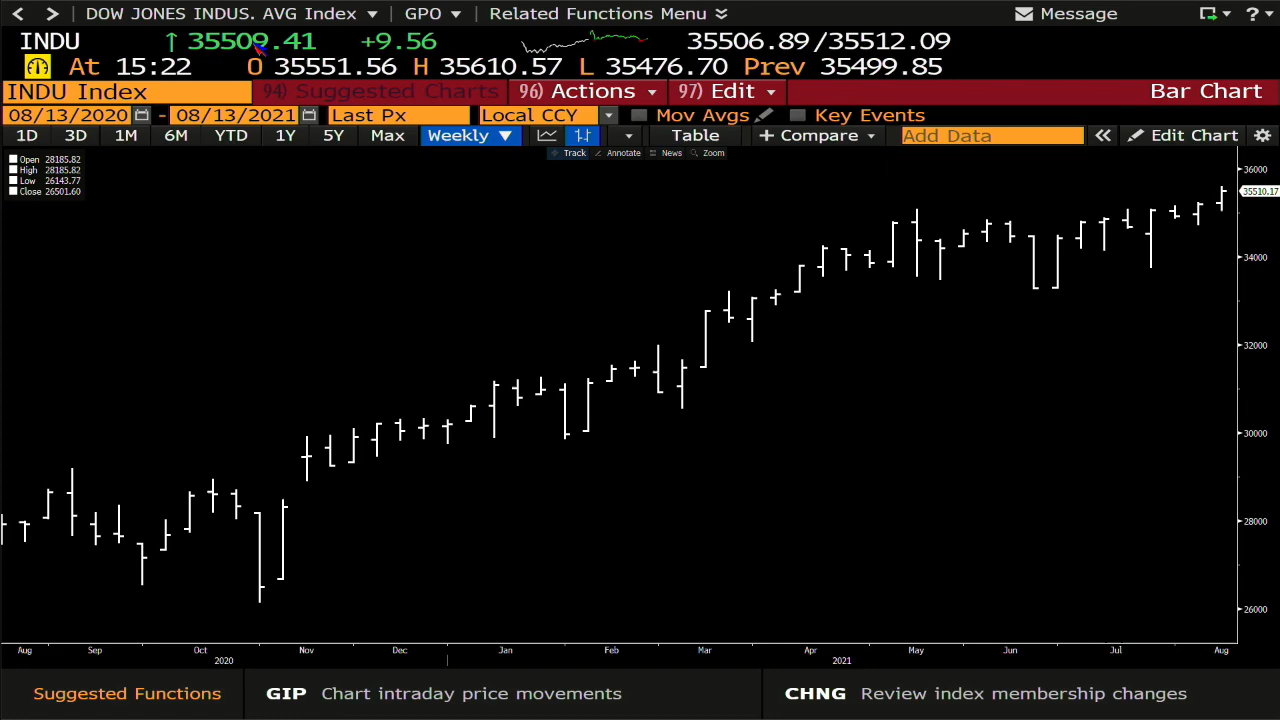 DOW JONES INDUS. AVG Index GPO Related Functions Menu Message ?
INDU ↑ 35509.41 +9.56 35506.89/35512.09
At 15:22 O 35551.56 H 35610.57 L 35476.70 Prev 35499.85
INDU Index 94) Suggested Charts 96) Actions 97) Edit Bar Chart
08/13/2020 - 08/13/2021 Last Px Local CCY Mov Avgs Key Events
1D 3D 1M 6M YTD 1Y 5Y Max Weekly Table + Compare Add Data « Edit Chart
Track Annotate News Zoom
Open 28185.82
High 28185.82
Low 26143.77
Close 26501.60
36000
35510.17
34000
32000
30000
28000
26000
Aug Sep Oct Nov Dec Jan Feb Mar Apr May Jun Jul Aug
2020 2021
Suggested Functions GIP Chart intraday price movements CHNG Review index membership changes